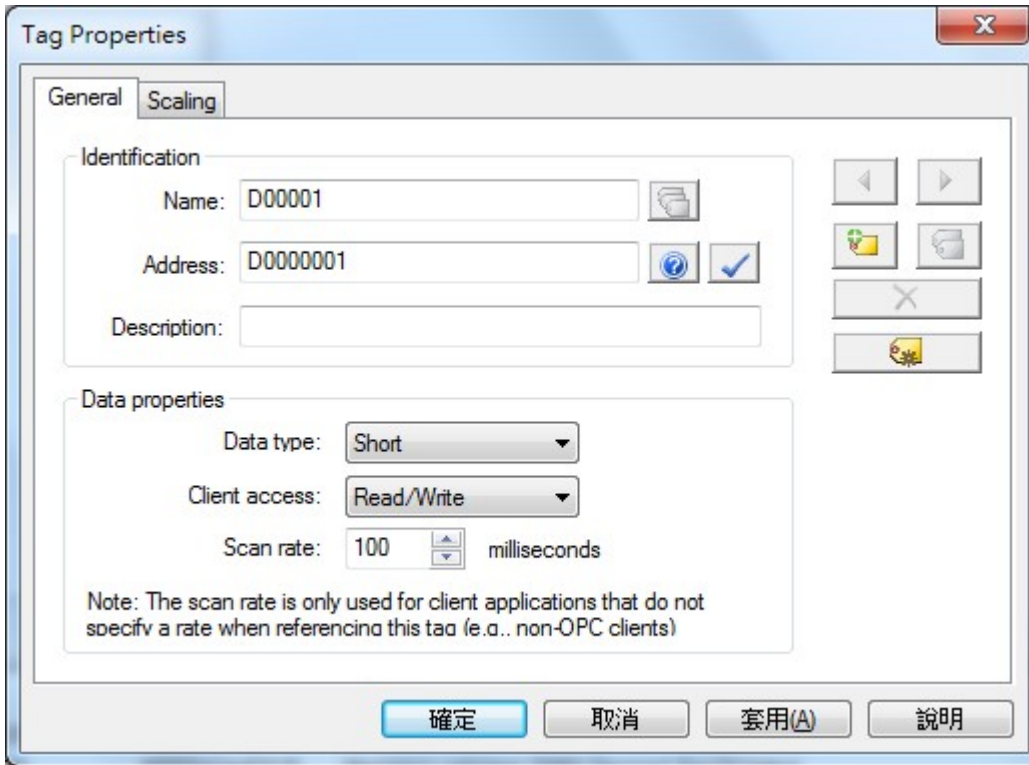 Tag Properties
General Scaling
Identification
Name: D00001
Address: D0000001
Description:
Data properties
Data type: Short
Client access: Read/Write
Scan rate: 100 milliseconds
Note: The scan rate is only used for client applications that do not
specify a rate when referencing this tag (e.g., non-OPC clients)
確定 取消 套用(A) 說明